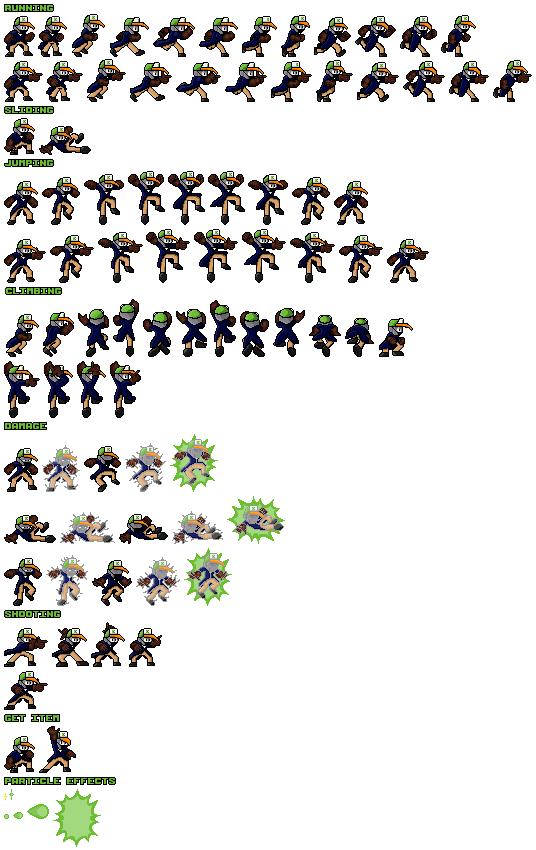 RUNNING
SLIDING
JUMPING
CLIMBING
DAMAGE
SHOOTING
GET ITEM
PARTICLE EFFECTS